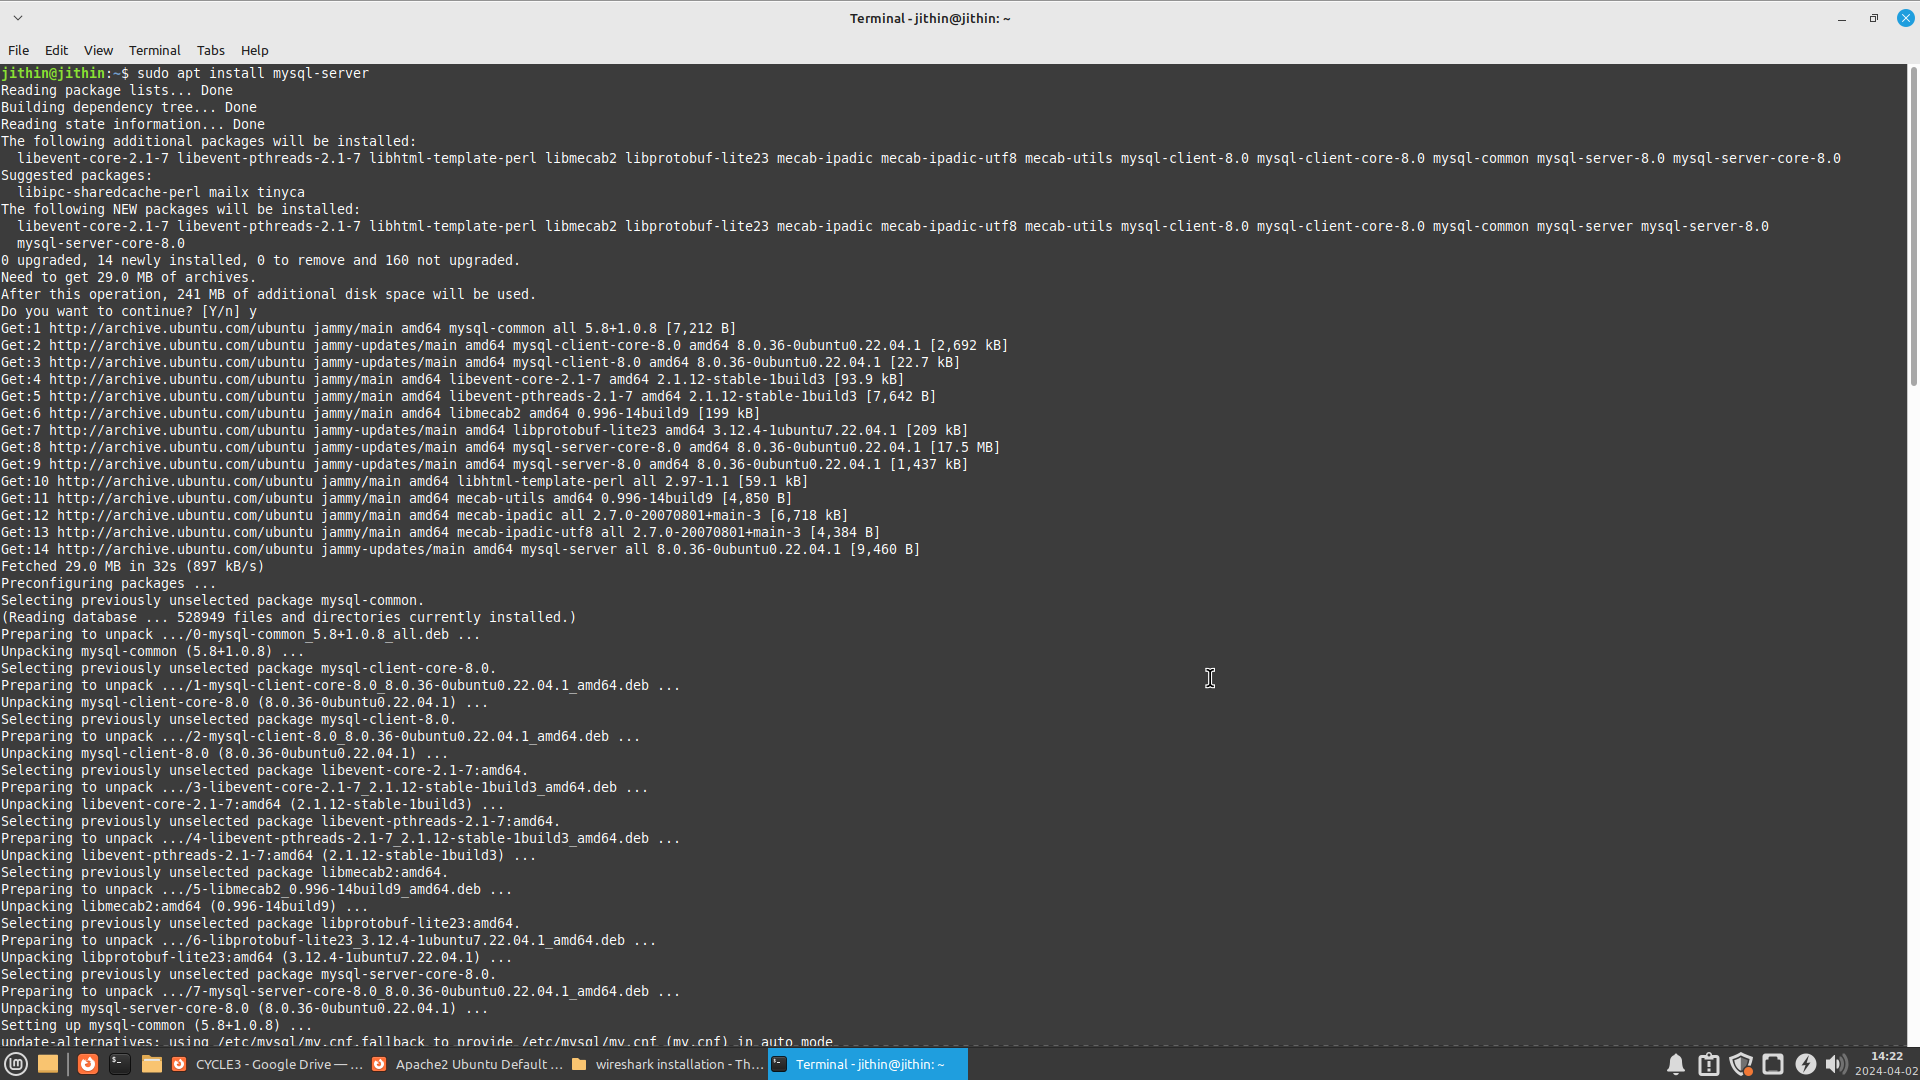 Terminal - jithin@jithin: ~
File Edit View Terminal Tabs Help
jithin@jithin:~$ sudo apt install mysql-server
Reading package lists... Done
Building dependency tree... Done
Reading state information... Done
The following additional packages will be installed:
  libevent-core-2.1-7 libevent-pthreads-2.1-7 libhtml-template-perl libmecab2 libprotobuf-lite23 mecab-ipadic mecab-ipadic-utf8 mecab-utils mysql-client-8.0 mysql-client-core-8.0 mysql-common mysql-server-8.0 mysql-server-core-8.0
Suggested packages:
  libipc-sharedcache-perl mailx tinyca
The following NEW packages will be installed:
  libevent-core-2.1-7 libevent-pthreads-2.1-7 libhtml-template-perl libmecab2 libprotobuf-lite23 mecab-ipadic mecab-ipadic-utf8 mecab-utils mysql-client-8.0 mysql-client-core-8.0 mysql-common mysql-server mysql-server-8.0
  mysql-server-core-8.0
0 upgraded, 14 newly installed, 0 to remove and 160 not upgraded.
Need to get 29.0 MB of archives.
After this operation, 241 MB of additional disk space will be used.
Do you want to continue? [Y/n] y
Get:1 http://archive.ubuntu.com/ubuntu jammy/main amd64 mysql-common all 5.8+1.0.8 [7,212 B]
Get:2 http://archive.ubuntu.com/ubuntu jammy-updates/main amd64 mysql-client-core-8.0 amd64 8.0.36-0ubuntu0.22.04.1 [2,692 kB]
Get:3 http://archive.ubuntu.com/ubuntu jammy-updates/main amd64 mysql-client-8.0 amd64 8.0.36-0ubuntu0.22.04.1 [22.7 kB]
Get:4 http://archive.ubuntu.com/ubuntu jammy/main amd64 libevent-core-2.1-7 amd64 2.1.12-stable-1build3 [93.9 kB]
Get:5 http://archive.ubuntu.com/ubuntu jammy/main amd64 libevent-pthreads-2.1-7 amd64 2.1.12-stable-1build3 [7,642 B]
Get:6 http://archive.ubuntu.com/ubuntu jammy/main amd64 libmecab2 amd64 0.996-14build9 [199 kB]
Get:7 http://archive.ubuntu.com/ubuntu jammy-updates/main amd64 libprotobuf-lite23 amd64 3.12.4-1ubuntu7.22.04.1 [209 kB]
Get:8 http://archive.ubuntu.com/ubuntu jammy-updates/main amd64 mysql-server-core-8.0 amd64 8.0.36-0ubuntu0.22.04.1 [17.5 MB]
Get:9 http://archive.ubuntu.com/ubuntu jammy-updates/main amd64 mysql-server-8.0 amd64 8.0.36-0ubuntu0.22.04.1 [1,437 kB]
Get:10 http://archive.ubuntu.com/ubuntu jammy/main amd64 libhtml-template-perl all 2.97-1.1 [59.1 kB]
Get:11 http://archive.ubuntu.com/ubuntu jammy/main amd64 mecab-utils amd64 0.996-14build9 [4,850 B]
Get:12 http://archive.ubuntu.com/ubuntu jammy/main amd64 mecab-ipadic all 2.7.0-20070801+main-3 [6,718 kB]
Get:13 http://archive.ubuntu.com/ubuntu jammy/main amd64 mecab-ipadic-utf8 all 2.7.0-20070801+main-3 [4,384 B]
Get:14 http://archive.ubuntu.com/ubuntu jammy-updates/main amd64 mysql-server all 8.0.36-0ubuntu0.22.04.1 [9,460 B]
Fetched 29.0 MB in 32s (897 kB/s)
Preconfiguring packages ...
Selecting previously unselected package mysql-common.
(Reading database ... 528949 files and directories currently installed.)
Preparing to unpack .../0-mysql-common_5.8+1.0.8_all.deb ...
Unpacking mysql-common (5.8+1.0.8) ...
Selecting previously unselected package mysql-client-core-8.0.
Preparing to unpack .../1-mysql-client-core-8.0_8.0.36-0ubuntu0.22.04.1_amd64.deb ...
Unpacking mysql-client-core-8.0 (8.0.36-0ubuntu0.22.04.1) ...
Selecting previously unselected package mysql-client-8.0.
Preparing to unpack .../2-mysql-client-8.0_8.0.36-0ubuntu0.22.04.1_amd64.deb ...
Unpacking mysql-client-8.0 (8.0.36-0ubuntu0.22.04.1) ...
Selecting previously unselected package libevent-core-2.1-7:amd64.
Preparing to unpack .../3-libevent-core-2.1-7_2.1.12-stable-1build3_amd64.deb ...
Unpacking libevent-core-2.1-7:amd64 (2.1.12-stable-1build3) ...
Selecting previously unselected package libevent-pthreads-2.1-7:amd64.
Preparing to unpack .../4-libevent-pthreads-2.1-7_2.1.12-stable-1build3_amd64.deb ...
Unpacking libevent-pthreads-2.1-7:amd64 (2.1.12-stable-1build3) ...
Selecting previously unselected package libmecab2:amd64.
Preparing to unpack .../5-libmecab2_0.996-14build9_amd64.deb ...
Unpacking libmecab2:amd64 (0.996-14build9) ...
Selecting previously unselected package libprotobuf-lite23:amd64.
Preparing to unpack .../6-libprotobuf-lite23_3.12.4-1ubuntu7.22.04.1_amd64.deb ...
Unpacking libprotobuf-lite23:amd64 (3.12.4-1ubuntu7.22.04.1) ...
Selecting previously unselected package mysql-server-core-8.0.
Preparing to unpack .../7-mysql-server-core-8.0_8.0.36-0ubuntu0.22.04.1_amd64.deb ...
Unpacking mysql-server-core-8.0 (8.0.36-0ubuntu0.22.04.1) ...
Setting up mysql-common (5.8+1.0.8) ...
update-alternatives: using /etc/mysql/my.cnf.fallback to provide /etc/mysql/my.cnf (my.cnf) in auto mode
CYCLE3 - Google Drive — ... Apache2 Ubuntu Default ... wireshark installation - Th... Terminal - jithin@jithin: ~ 14:22
2024-04-02